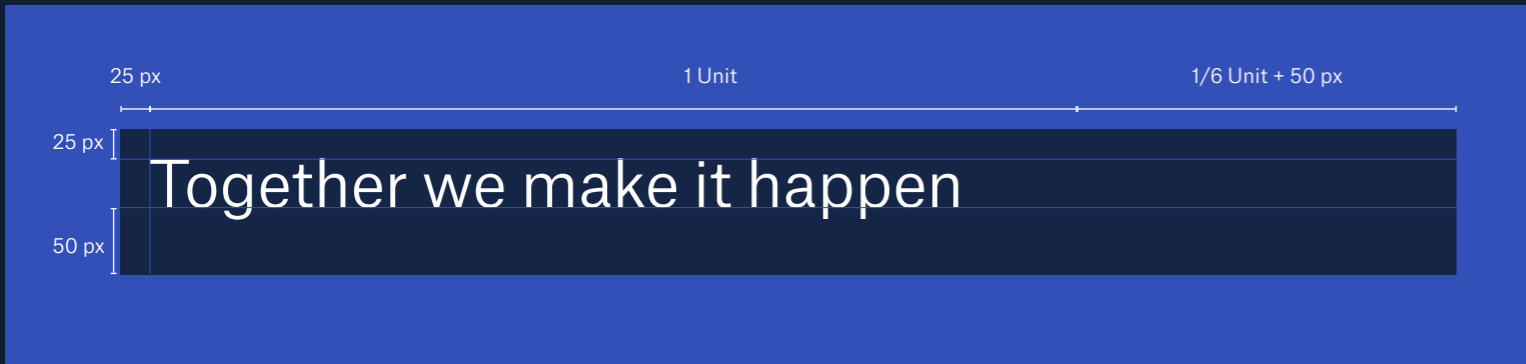 25 px 1 Unit 1/6 Unit + 50 px
25 px
Together we make it happen
50 px